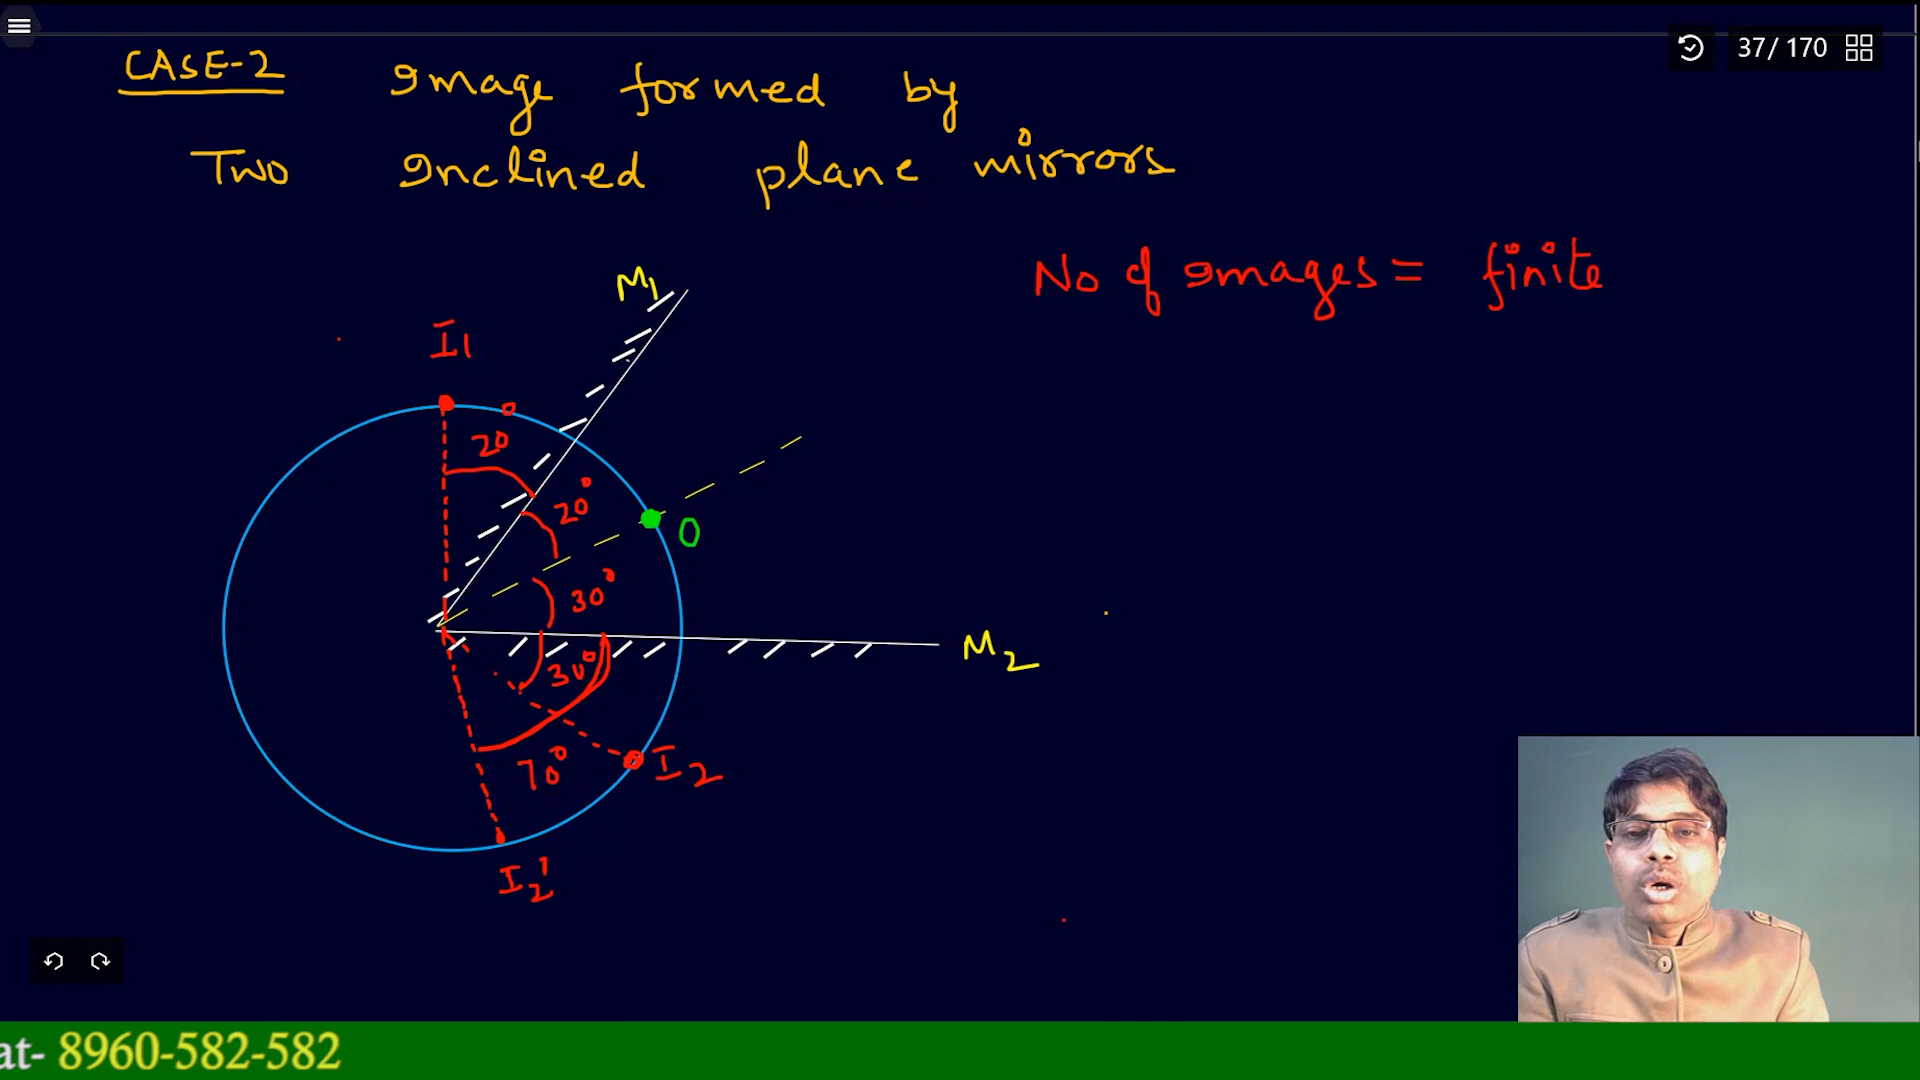 37/ 170
CASE-2 Image formed by
Two Inclined plane mirrors
No of Images = finite
M1
I1
20°
20°
O
30°
M2
30°
70°
I2
I2'
at- 8960-582-582